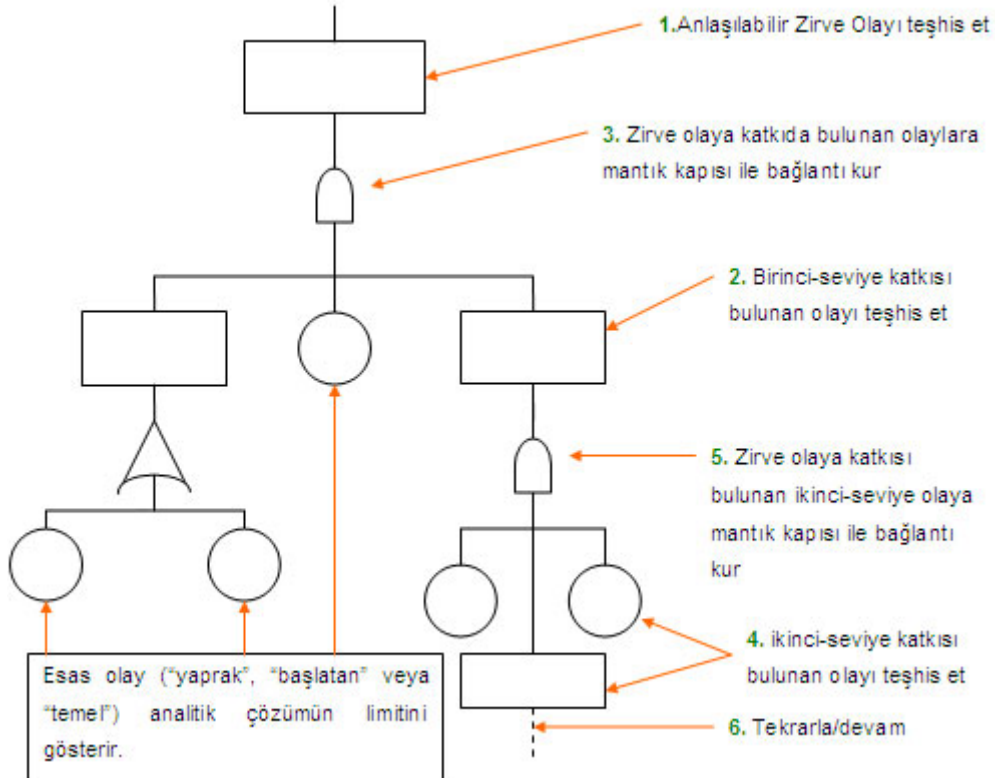 1.Anlaşılabilir Zirve Olayı teşhis et
3. Zirve olaya katkıda bulunan olaylara
mantık kapısı ile bağlantı kur
2. Birinci-seviye katkısı
bulunan olayı teşhis et
5. Zirve olaya katkısı
bulunan ikinci-seviye olaya
mantık kapısı ile bağlantı
kur
4. ikinci-seviye katkısı
bulunan olayı teşhis et
6. Tekrarla/devam
Esas olay (“yaprak”, “başlatan” veya
“temel”) analitik çözümün limitini
gösterir.